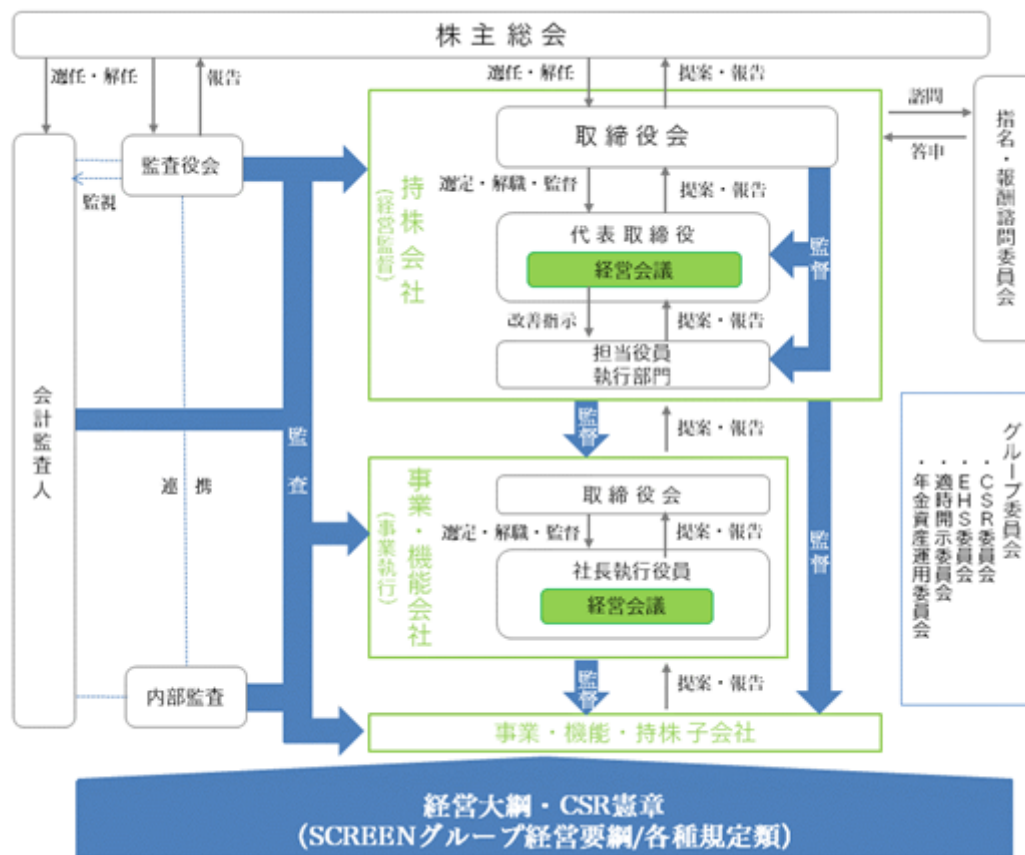 株主総会
選任・解任
報告
選任・解任
提案・報告
監査役会
監視
会計監査人
連携
内部監査
監査
持株会社
(経営監督)
取締役会
選定・解職・監督
提案・報告
代表取締役
経営会議
改善指示
提案・報告
担当役員
執行部門
監督
諮問
答申
指名・報酬諮問委員会
監督
提案・報告
事業・機能会社
(事業執行)
取締役会
選定・解職・監督
提案・報告
社長執行役員
経営会議
監督
監督
提案・報告
事業・機能・持株子会社
グループ委員会
・CSR委員会
・EHS委員会
・適時開示委員会
・年金資産運用委員会
経営大綱・CSR憲章
(SCREENグループ経営要綱/各種規定類)